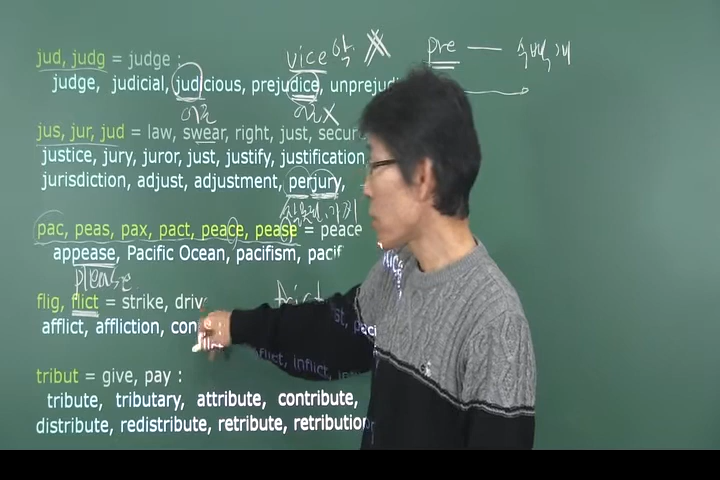 vice 악 pre —
jud, judg = judge :
judge, judicial, judicious, prejudice, unprejudi
jus, jur, jud = law, swear, right, just, secur
justice, jury, juror, just, justify, justification,
jurisdiction, adjust, adjustment, perjury,
pac, peas, pax, pact, peace, pease = peace
appease, Pacific Ocean, pacifism, pacif
please
flig, flict = strike, driv
afflict, affliction, con
flict, inflict,
tribut = give, pay :
tribute, tributary, attribute, contribute,
distribute, redistribute, retribute, retribution